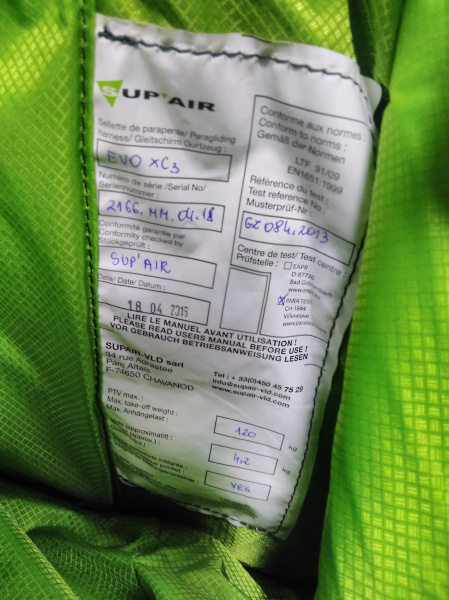 SUP'AIR
Sellette de parapente/ Paragliding
harness/ Gleitschirm Gurtzeug:
EVO XC3
Numéro de série /Serial No/
Seriennummer:
2166.MM.04.18
Conformité garantie par
Conformity checked by
Stückgeprüft:
SUP'AIR
Date/ Date/ Datum:
18 04 2016
Conforme aux normes
Conform to norms:
Gemäß der Normen
LTF 91/09
EN1651:1999
Référence du test:
Test reference No:
Musterprüf-Nr
GZ 084.2013
Centre de test/ Test centre:
Prüfstelle: EAPR
D-87730
Bad
PARA TEST
CH-1844
Villeneuve
LIRE LE MANUEL AVANT UTILISATION !
PLEASE READ USERS MANUAL BEFORE USE !
VOR GEBRAUCH BETRIEBSANWEISUNG LESEN
SUPAIR-VLD sarl
34 rue Adrastée
Parc Altaïs
F-74650 CHAVANOD
Tel : + 33(0)450 45 75 29
info@supair-vld.com
www.supair-vld.com
PTV max. :
Max. take-off weight :
Max. Anhängelast :
120 kg
4,2 kg
YES